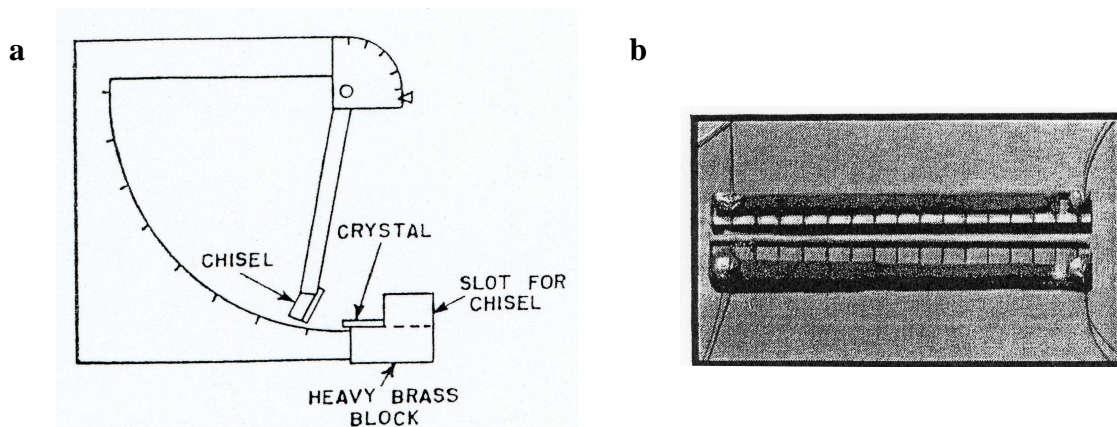 a
b
CRYSTAL
CHISEL
SLOT FOR
CHISEL
HEAVY BRASS
BLOCK